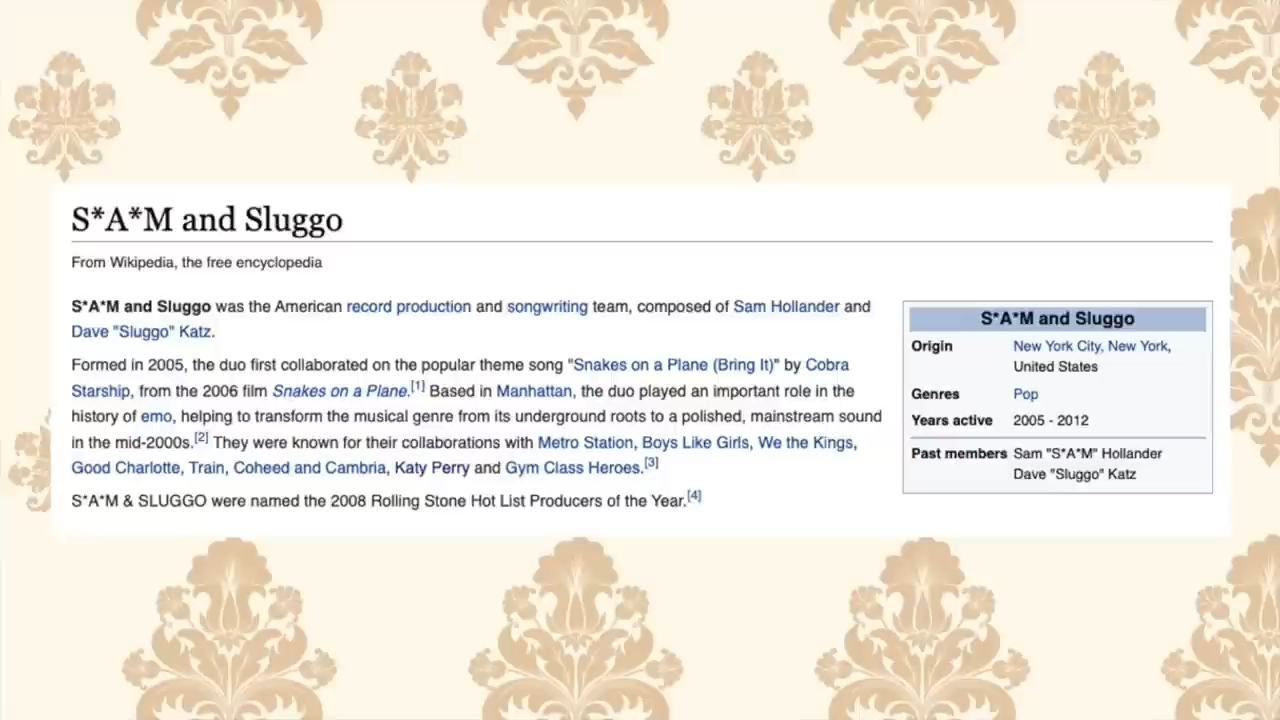 S*A*M and Sluggo
From Wikipedia, the free encyclopedia
S*A*M and Sluggo was the American record production and songwriting team, composed of Sam Hollander and
Dave "Sluggo" Katz.
Formed in 2005, the duo first collaborated on the popular theme song "Snakes on a Plane (Bring It)" by Cobra
Starship, from the 2006 film Snakes on a Plane.[1] Based in Manhattan, the duo played an important role in the
history of emo, helping to transform the musical genre from its underground roots to a polished, mainstream sound
in the mid-2000s.[2] They were known for their collaborations with Metro Station, Boys Like Girls, We the Kings,
Good Charlotte, Train, Coheed and Cambria, Katy Perry and Gym Class Heroes.[3]
S*A*M & SLUGGO were named the 2008 Rolling Stone Hot List Producers of the Year.[4]
S*A*M and Sluggo
Origin New York City, New York,
United States
Genres Pop
Years active 2005 - 2012
Past members Sam "S*A*M" Hollander
Dave "Sluggo" Katz